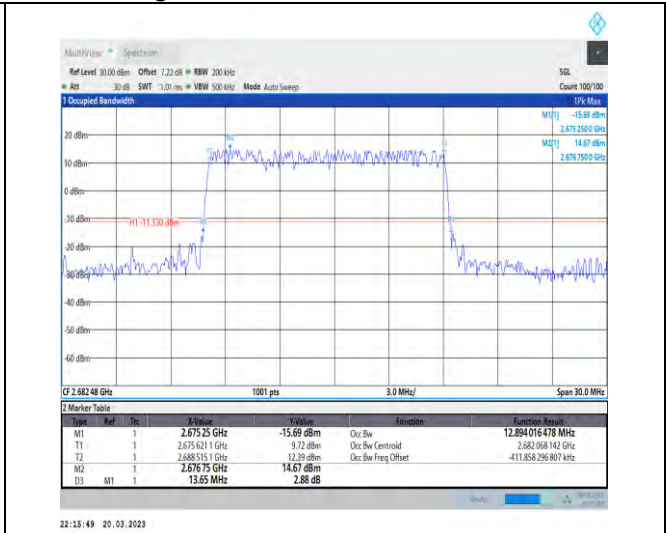 MultiView Spectrum
Ref Level 30.00 dBm Offset 7.22 dB RBW 200 kHz SGL
Att 30 dB SWT 1.01 ms VBW 500 kHz Mode Auto Sweep Count 100/100
1 Occupied Bandwidth 1Pk Max
M1[1] -15.69 dBm
2.675 250 0 GHz
20 dBm M2[1] 14.67 dBm
2.676 750 0 GHz
10 dBm
0 dBm
-10 dBm
H1 -11.330 dBm
-20 dBm
-30 dBm
-40 dBm
-50 dBm
-60 dBm
CF 2.682 48 GHz 1001 pts 3.0 MHz/ Span 30.0 MHz
2 Marker Table
Type Ref Trc X-Value Y-Value Function Function Result
M1 1 2.675 25 GHz -15.69 dBm Occ Bw 12.894 016 478 MHz
T1 1 2.675 621 1 GHz 9.72 dBm Occ Bw Centroid 2.682 068 142 GHz
T2 1 2.688 515 1 GHz 12.39 dBm Occ Bw Freq Offset -411.858 296 807 kHz
M2 1 2.676 75 GHz 14.67 dBm
D3 M1 1 13.65 MHz 2.88 dB
22:15:49 20.03.2023